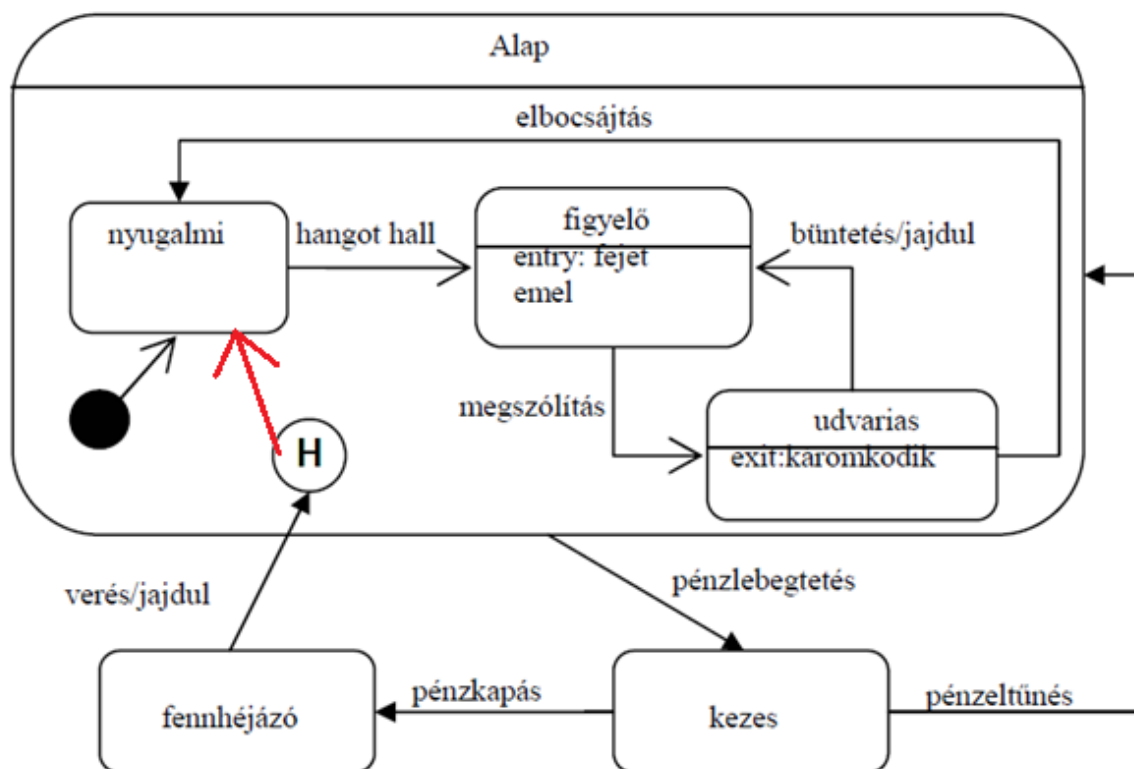 Alap
elbocsájtás
nyugalmi
hangot hall
figyelő
entry: fejet
emel
büntetés/jajdul
megszólítás
udvarias
exit:karomkodik
H
verés/jajdul
pénzlebegtetés
fennhéjázó
pénzkapás
kezes
pénzeltűnés